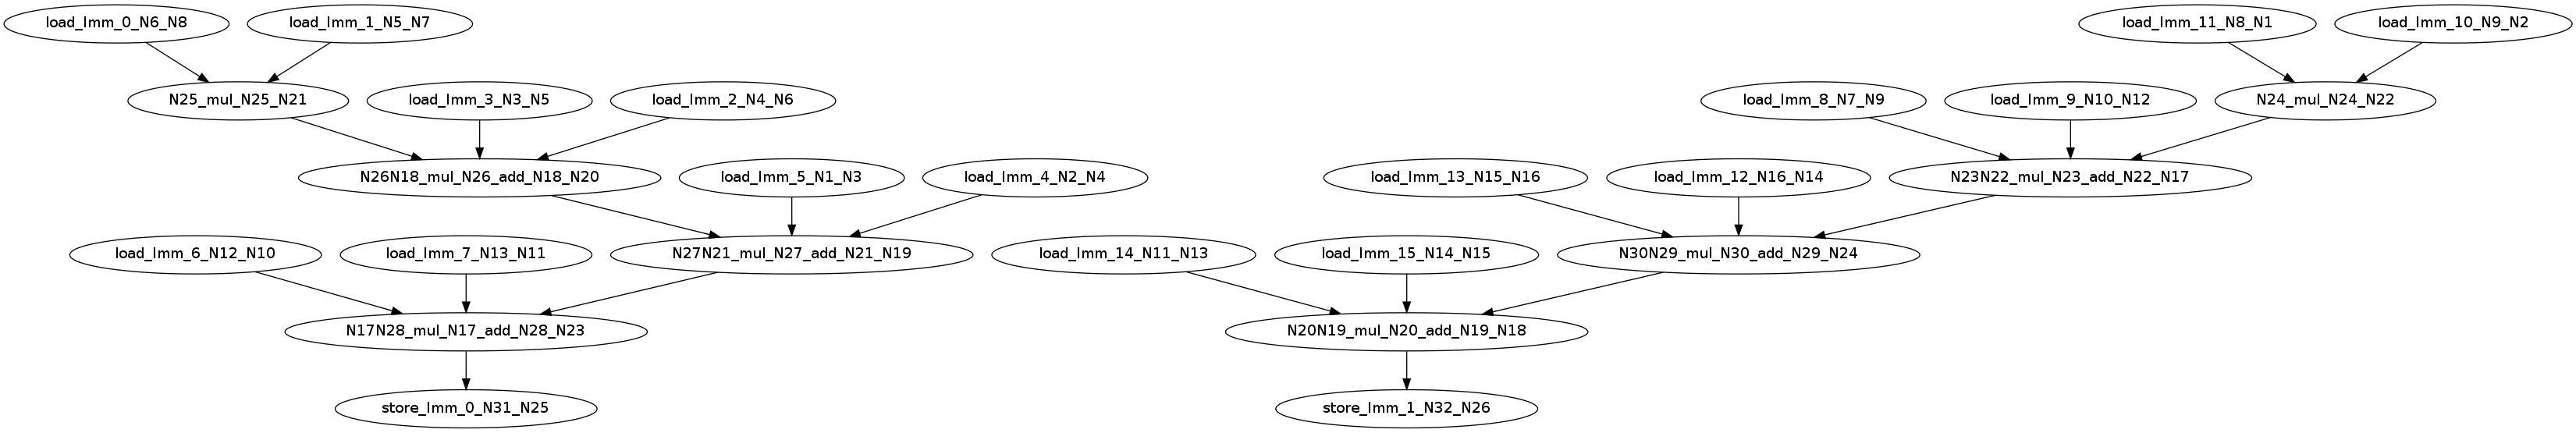 load_Imm_0_N6_N8
load_Imm_1_N5_N7
load_Imm_11_N8_N1
load_Imm_10_N9_N2
N25_mul_N25_N21
load_Imm_3_N3_N5
load_Imm_2_N4_N6
load_Imm_8_N7_N9
load_Imm_9_N10_N12
N24_mul_N24_N22
N26N18_mul_N26_add_N18_N20
load_Imm_5_N1_N3
load_Imm_4_N2_N4
load_Imm_13_N15_N16
load_Imm_12_N16_N14
N23N22_mul_N23_add_N22_N17
load_Imm_6_N12_N10
load_Imm_7_N13_N11
N27N21_mul_N27_add_N21_N19
load_Imm_14_N11_N13
load_Imm_15_N14_N15
N30N29_mul_N30_add_N29_N24
N17N28_mul_N17_add_N28_N23
N20N19_mul_N20_add_N19_N18
store_Imm_0_N31_N25
store_Imm_1_N32_N26